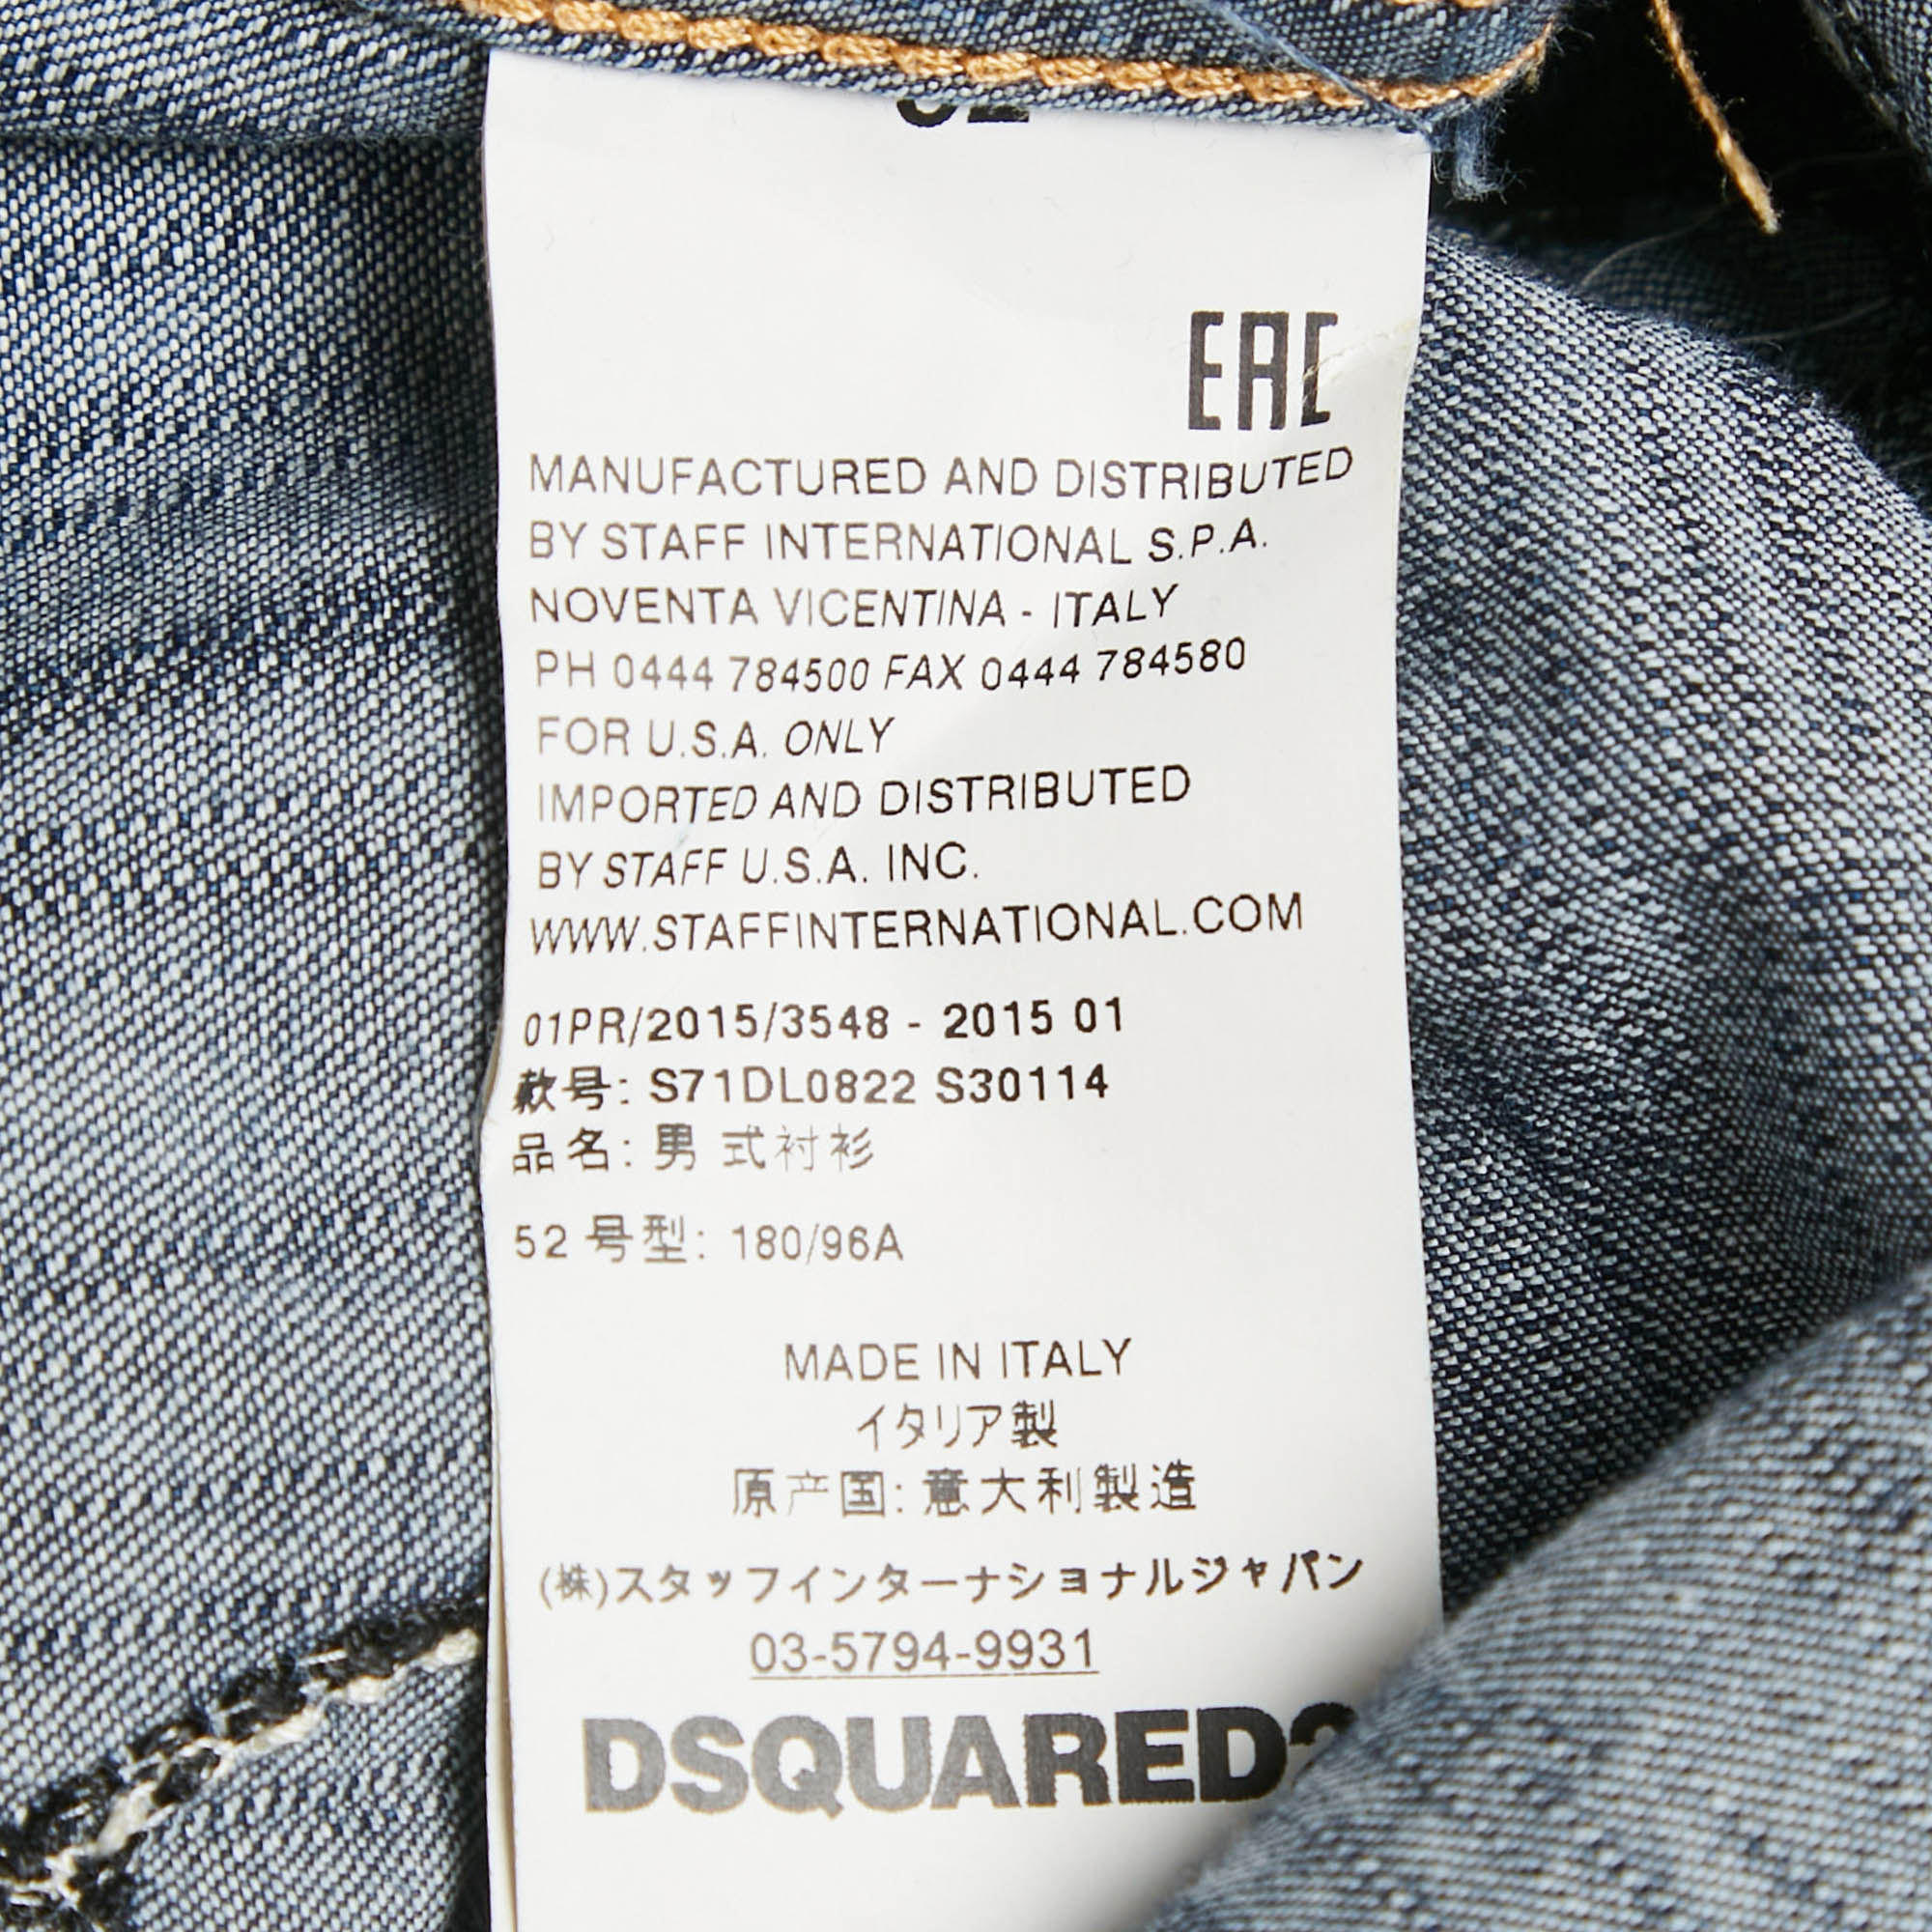 EAC
MANUFACTURED AND DISTRIBUTED
BY STAFF INTERNATIONAL S.P.A.
NOVENTA VICENTINA - ITALY
PH 0444 784500 FAX 0444 784580
FOR U.S.A. ONLY
IMPORTED AND DISTRIBUTED
BY STAFF U.S.A. INC.
WWW.STAFFINTERNATIONAL.COM
01PR/2015/3548 - 2015 01
款号: S71DL0822 S30114
品名: 男 式衬衫
52 号型: 180/96A
MADE IN ITALY
イタリア製
原产国: 意大利製造
(株)スタッフインターナショナルジャパン
03-5794-9931
DSQUARED2